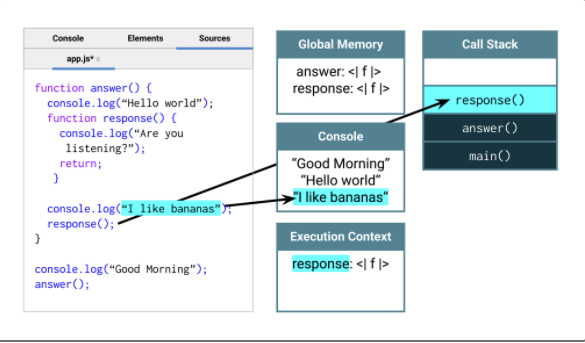 Console Elements Sources
app.js* x
function answer() {
console.log(“Hello world”);
function response() {
console.log(“Are you
listening?”);
return;
}
console.log(“I like bananas”);
response();
}
console.log(“Good Morning”);
answer();
Global Memory
answer: <| f |>
response: <| f |>
Console
“Good Morning”
“Hello world”
“I like bananas”
Execution Context
response: <| f |>
Call Stack
response()
answer()
main()